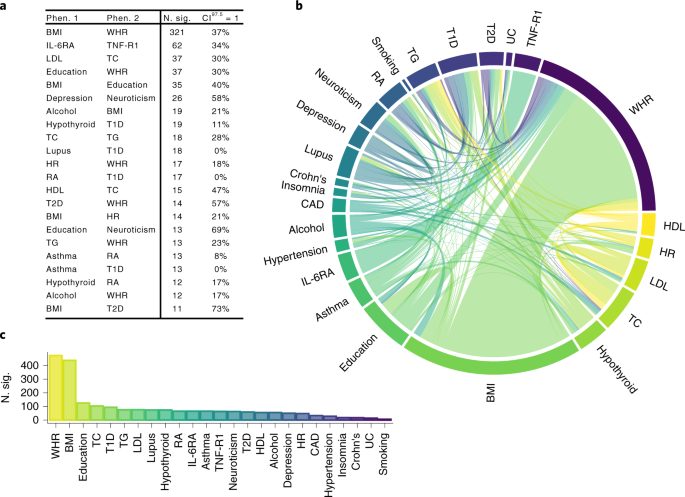 a
Phen. 1 Phen. 2 N. sig. CI^97.5 = 1
BMI WHR 321 37%
IL-6RA TNF-R1 62 34%
LDL TC 37 30%
Education WHR 37 30%
BMI Education 35 40%
Depression Neuroticism 26 58%
Alcohol BMI 19 21%
Hypothyroid T1D 19 11%
TC TG 18 28%
Lupus T1D 18 0%
HR WHR 17 18%
RA T1D 17 0%
HDL TC 15 47%
T2D WHR 14 57%
BMI HR 14 21%
Education Neuroticism 13 69%
TG WHR 13 23%
Asthma RA 13 8%
Asthma T1D 13 0%
Hypothyroid RA 12 17%
Alcohol WHR 12 17%
BMI T2D 11 73%
b
WHR
HDL
HR
LDL
TC
Hypothyroid
BMI
Education
Asthma
IL-6RA
Hypertension
Alcohol
CAD
Insomnia
Crohn's
Lupus
Depression
Neuroticism
RA
Smoking
TG
T1D
T2D
UC
TNF-R1
c
N. sig.
400
300
200
100
0
WHR
BMI
Education
TC
T1D
TG
LDL
Lupus
Hypothyroid
RA
IL-6RA
Asthma
TNF-R1
Neuroticism
T2D
HDL
Alcohol
Depression
HR
CAD
Hypertension
Insomnia
Crohn's
UC
Smoking